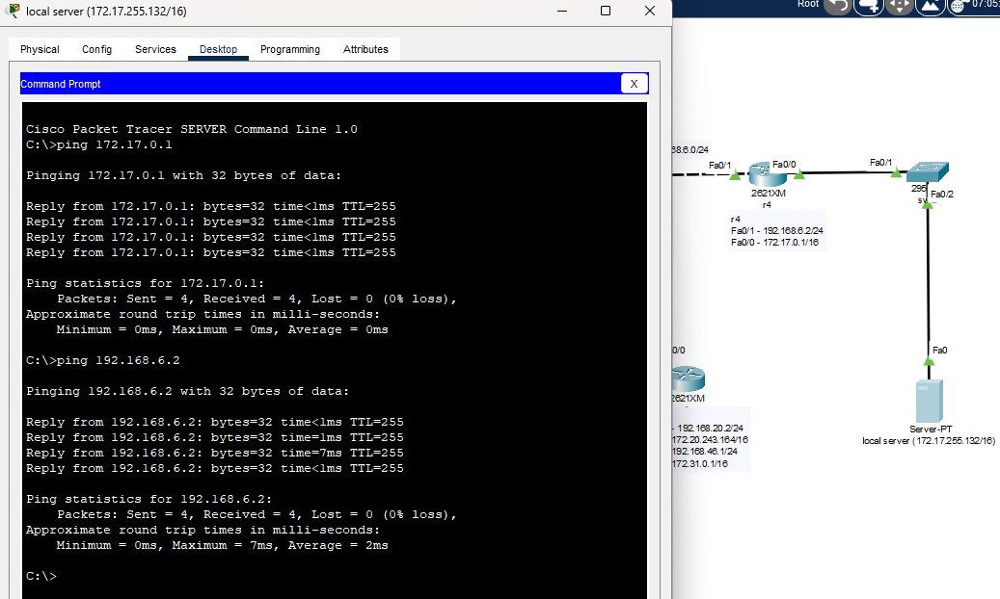 local server (172.17.255.132/16)
Physical Config Services Desktop Programming Attributes
Command Prompt
X
Cisco Packet Tracer SERVER Command Line 1.0
C:\>ping 172.17.0.1
Pinging 172.17.0.1 with 32 bytes of data:
Reply from 172.17.0.1: bytes=32 time<1ms TTL=255
Reply from 172.17.0.1: bytes=32 time<1ms TTL=255
Reply from 172.17.0.1: bytes=32 time<1ms TTL=255
Reply from 172.17.0.1: bytes=32 time<1ms TTL=255
Ping statistics for 172.17.0.1:
Packets: Sent = 4, Received = 4, Lost = 0 (0% loss),
Approximate round trip times in milli-seconds:
Minimum = 0ms, Maximum = 0ms, Average = 0ms
C:\>ping 192.168.6.2
Pinging 192.168.6.2 with 32 bytes of data:
Reply from 192.168.6.2: bytes=32 time<1ms TTL=255
Reply from 192.168.6.2: bytes=32 time=1ms TTL=255
Reply from 192.168.6.2: bytes=32 time=7ms TTL=255
Reply from 192.168.6.2: bytes=32 time<1ms TTL=255
Ping statistics for 192.168.6.2:
Packets: Sent = 4, Received = 4, Lost = 0 (0% loss),
Approximate round trip times in milli-seconds:
Minimum = 0ms, Maximum = 7ms, Average = 2ms
C:\>
Root
07:05:
68.6.0/24
Fa0/1
Fa0/0
2621XM
r4
r4
Fa0/1 - 192.168.6.2/24
Fa0/0 - 172.17.0.1/16
Fa0/1
295
sv
Fa0/2
Fa0
Server-PT
local server (172.17.255.132/16)
0/0
2621XM
- 192.168.20.2/24
172.20.243.164/16
192.168.46.1/24
172.31.0.1/16